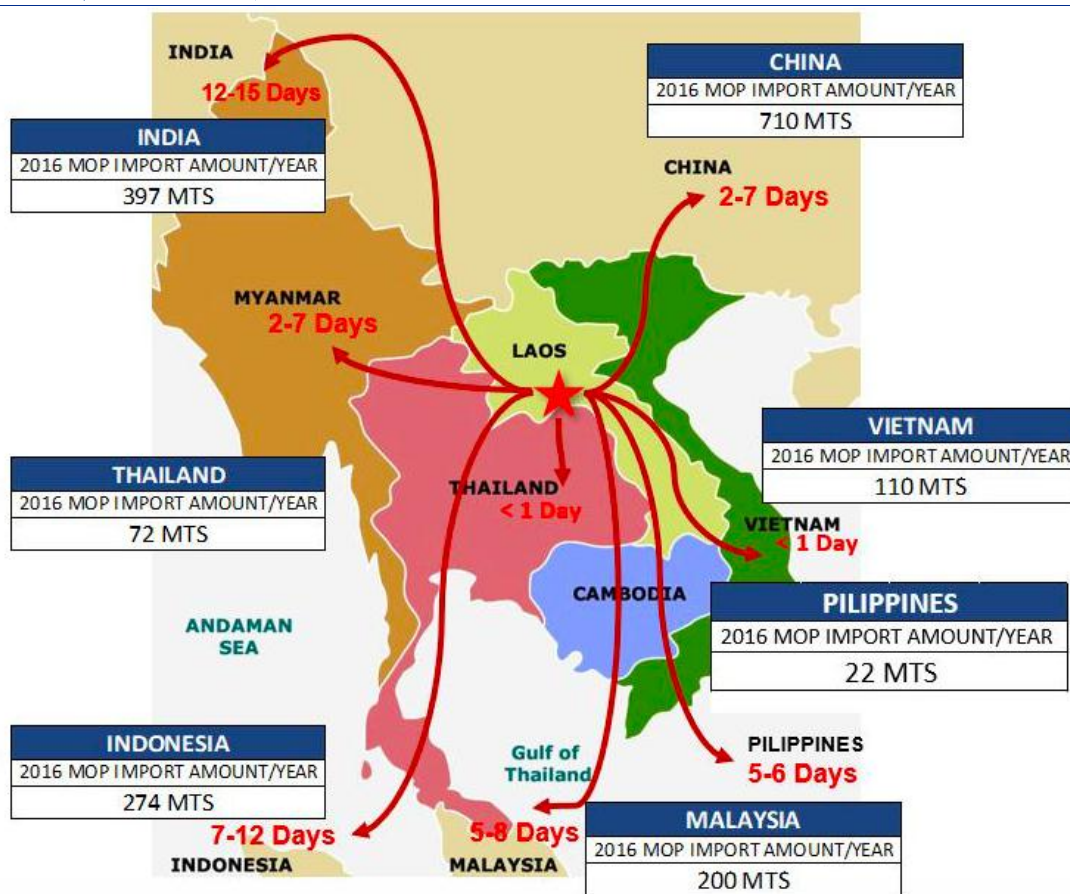 INDIA
12-15 Days
INDIA
2016 MOP IMPORT AMOUNT/YEAR
397 MTS
CHINA
2016 MOP IMPORT AMOUNT/YEAR
710 MTS
CHINA
2-7 Days
MYANMAR
2-7 Days
LAOS
THAILAND
2016 MOP IMPORT AMOUNT/YEAR
72 MTS
THAILAND
< 1 Day
VIETNAM
2016 MOP IMPORT AMOUNT/YEAR
110 MTS
VIETNAM
< 1 Day
CAMBODIA
PILIPPINES
2016 MOP IMPORT AMOUNT/YEAR
22 MTS
ANDAMAN
SEA
INDONESIA
2016 MOP IMPORT AMOUNT/YEAR
274 MTS
7-12 Days
INDONESIA
Gulf of
Thailand
PILIPPINES
5-6 Days
5-8 Days
MALAYSIA
MALAYSIA
2016 MOP IMPORT AMOUNT/YEAR
200 MTS